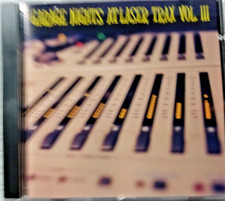 GARAGE NIGHTS AT LASER TRAX VOL III